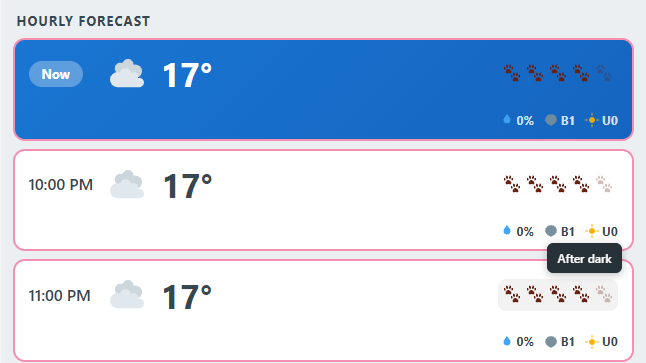 HOURLY FORECAST
Now 17°
0% B1 U0
10:00 PM 17°
0% B1 U0
After dark
11:00 PM 17°
0% B1 U0